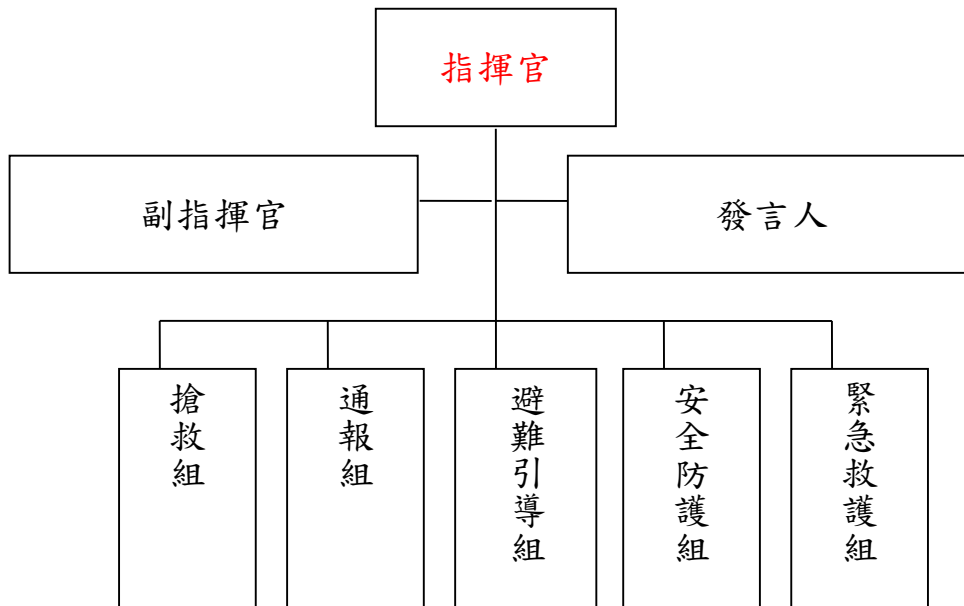 指揮官
副指揮官
發言人
搶救組
通報組
避難引導組
安全防護組
緊急救護組